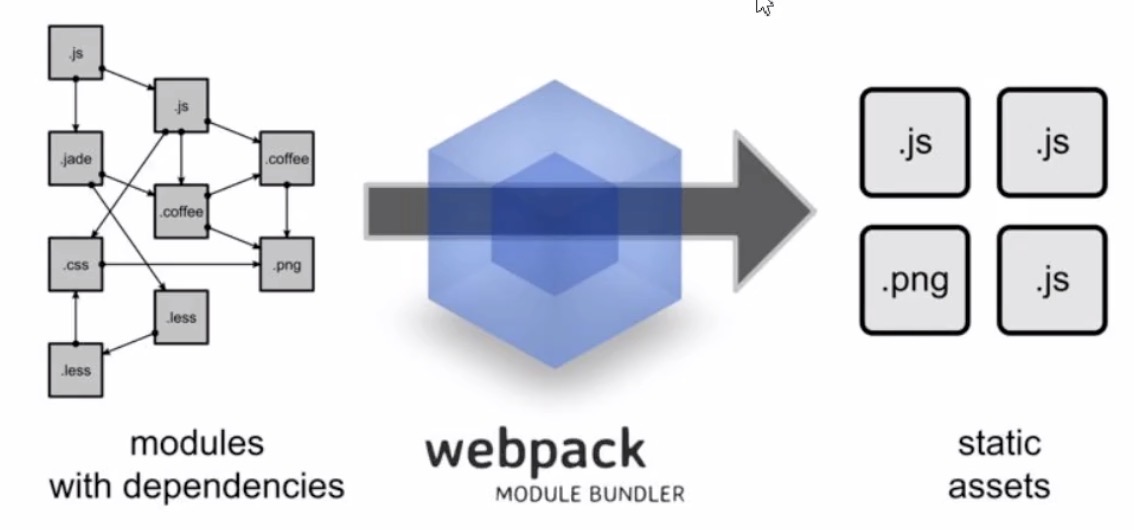 .js
.js
.jade
.coffee
.coffee
.css
.png
.less
.less
modules
with dependencies
webpack
MODULE BUNDLER
.js
.js
.png
.js
static
assets